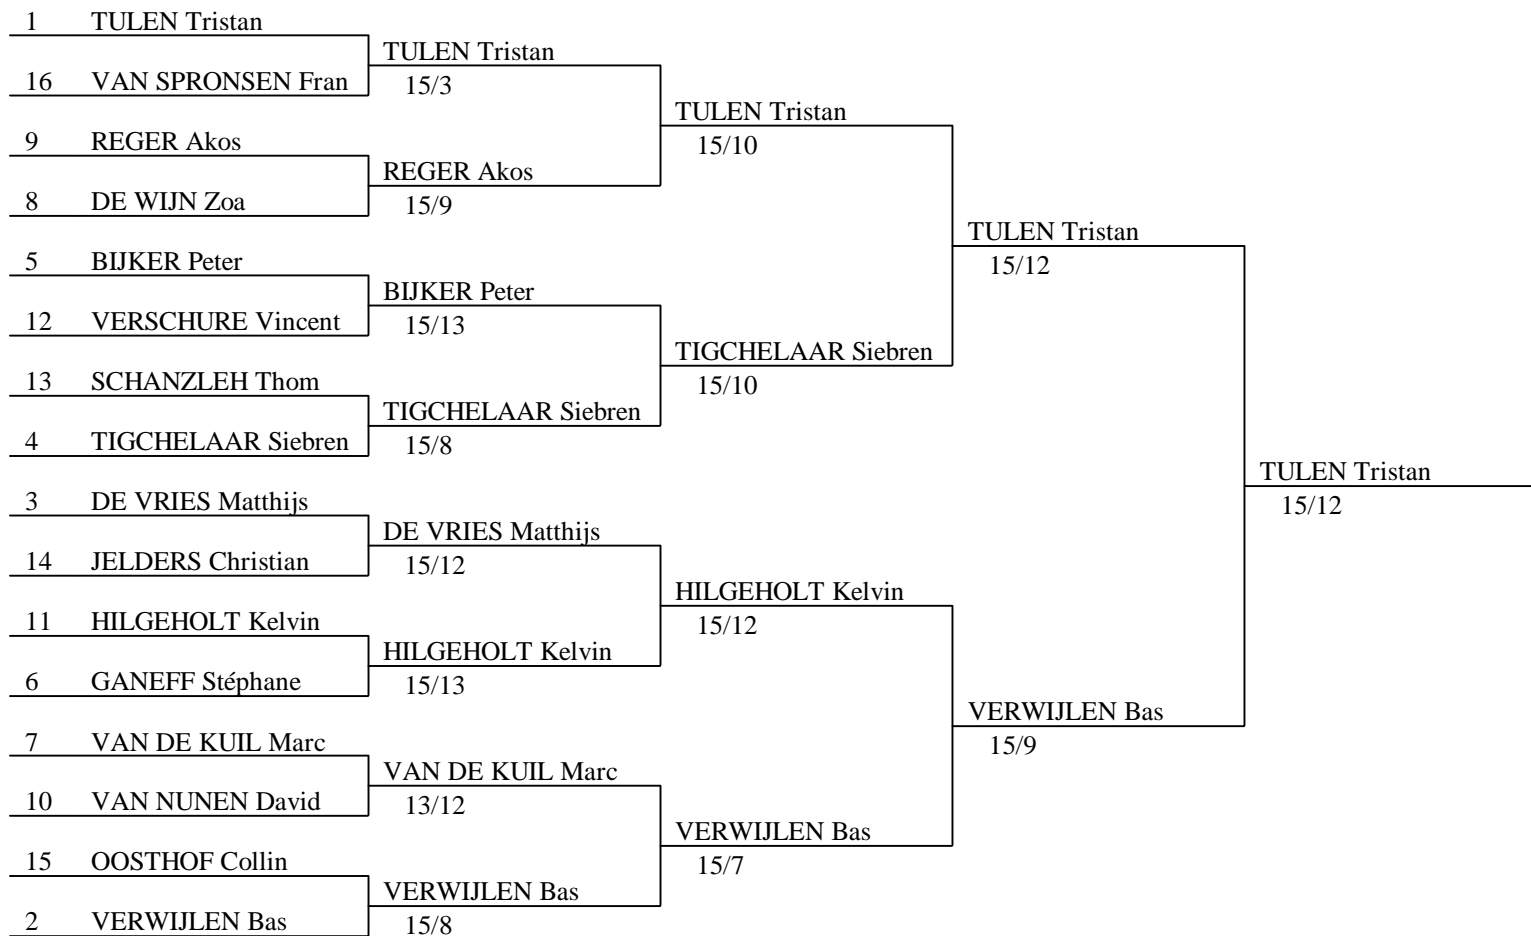 1 TULEN Tristan
16 VAN SPRONSEN Fran
9 REGER Akos
8 DE WIJN Zoa
5 BIJKER Peter
12 VERSCHURE Vincent
13 SCHANZLEH Thom
4 TIGCHELAAR Siebren
3 DE VRIES Matthijs
14 JELDERS Christian
11 HILGEHOLT Kelvin
6 GANEFF Stéphane
7 VAN DE KUIL Marc
10 VAN NUNEN David
15 OOSTHOF Collin
2 VERWIJLEN Bas
TULEN Tristan
15/3
REGER Akos
15/9
BIJKER Peter
15/13
TIGCHELAAR Siebren
15/8
DE VRIES Matthijs
15/12
HILGEHOLT Kelvin
15/13
VAN DE KUIL Marc
13/12
VERWIJLEN Bas
15/8
TULEN Tristan
15/10
TIGCHELAAR Siebren
15/10
HILGEHOLT Kelvin
15/12
VERWIJLEN Bas
15/7
TULEN Tristan
15/12
VERWIJLEN Bas
15/9
TULEN Tristan
15/12